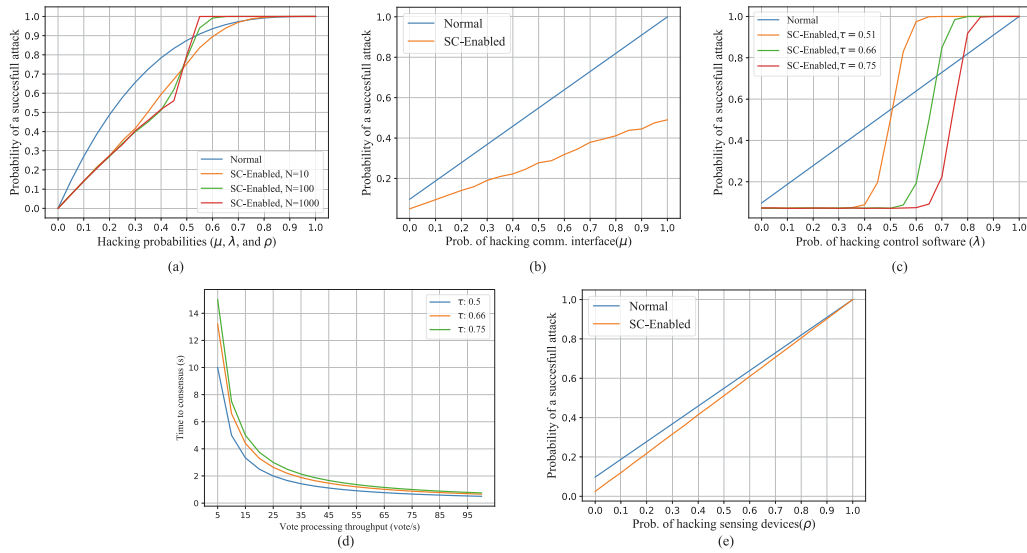 Probability of a succesfull attack
1.0
0.9
0.8
0.7
0.6
0.5
0.4
0.3
0.2
0.1
0.0
Normal
SC-Enabled, N=10
SC-Enabled, N=100
SC-Enabled, N=1000
0.0 0.1 0.2 0.3 0.4 0.5 0.6 0.7 0.8 0.9 1.0
Hacking probabilities (μ, λ, and ρ)
(a)
Probability of a succesfull attack
1.0
0.8
0.6
0.4
0.2
Normal
SC-Enabled
0.0 0.1 0.2 0.3 0.4 0.5 0.6 0.7 0.8 0.9 1.0
Prob. of hacking comm. interface(μ)
(b)
Probability of a succesfull attack
1.0
0.8
0.6
0.4
0.2
Normal
SC-Enabled,τ = 0.51
SC-Enabled,τ = 0.66
SC-Enabled,τ = 0.75
0.0 0.1 0.2 0.3 0.4 0.5 0.6 0.7 0.8 0.9 1.0
Prob. of hacking control software (λ)
(c)
Time to consensus (s)
14
12
10
8
6
4
2
0
τ: 0.5
τ: 0.66
τ: 0.75
5 15 25 35 45 55 65 75 85 95
Vote processing throughput (vote/s)
(d)
Probability of a succesfull attack
1.0
0.8
0.6
0.4
0.2
0.0
Normal
SC-Enabled
0.0 0.1 0.2 0.3 0.4 0.5 0.6 0.7 0.8 0.9 1.0
Prob. of hacking sensing devices(ρ)
(e)